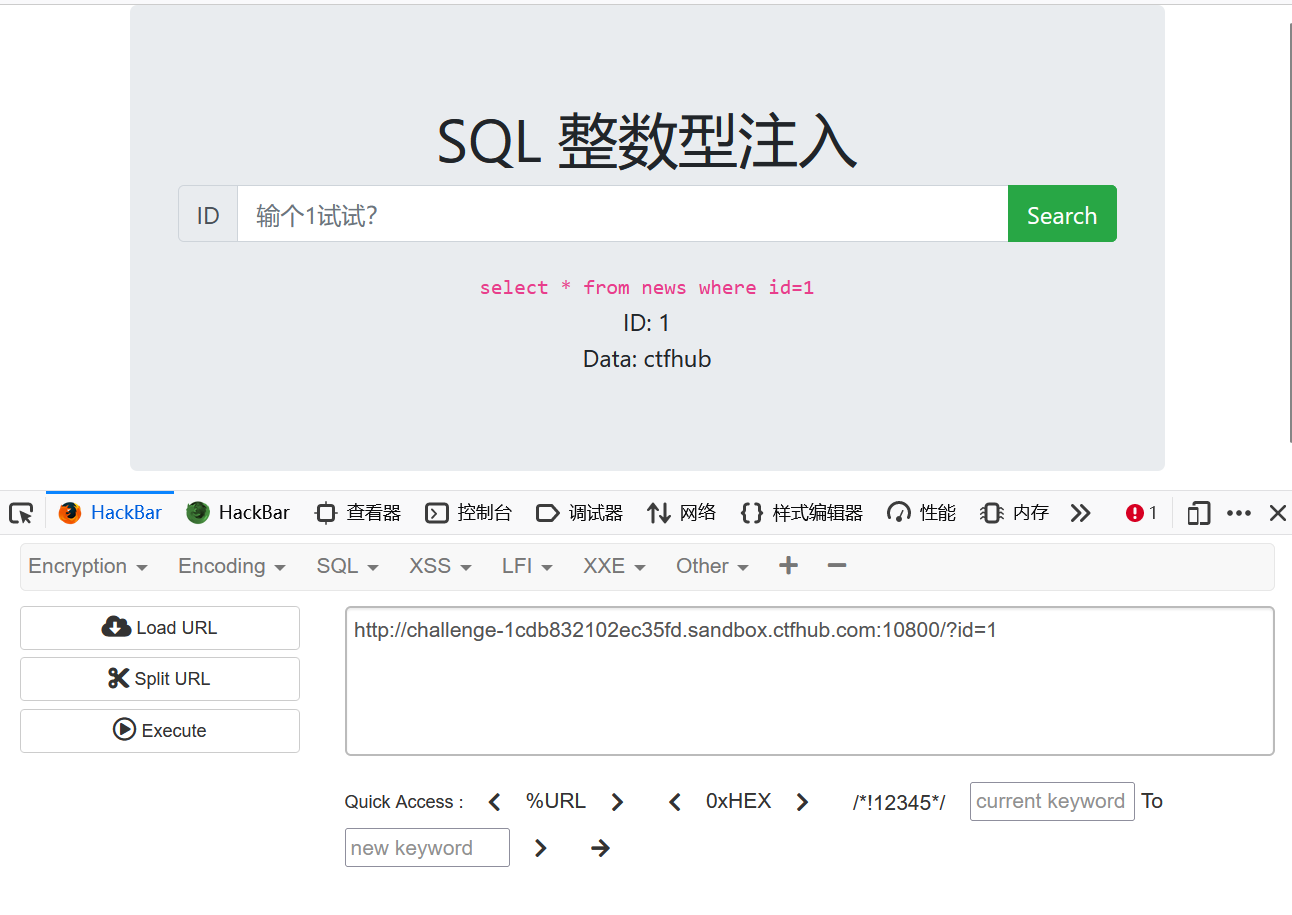 SQL 整数型注入
ID 输个1试试? Search
select * from news where id=1
ID: 1
Data: ctfhub
HackBar HackBar 查看器 控制台 调试器 网络 样式编辑器 性能 内存 1
Encryption Encoding SQL XSS LFI XXE Other
Load URL
http://challenge-1cdb832102ec35fd.sandbox.ctfhub.com:10800/?id=1
Split URL
Execute
Quick Access : %URL 0xHEX /*!12345*/ current keyword To
new keyword